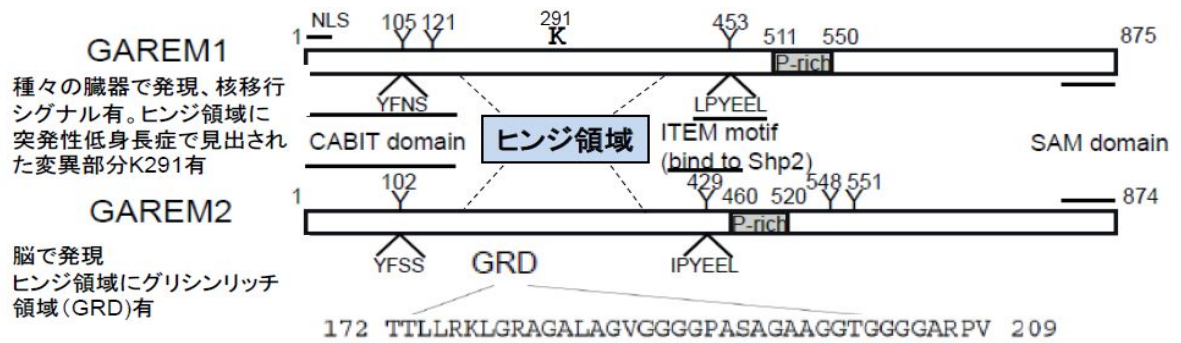 NLS
105 121
291
453
1
Y Y
K
Y
511 550
875
GAREM1
P-rich
種々の臓器で発現、核移行
シグナル有。ヒンジ領域に
突発性低身長症で見出され
た変異部分K291有
YFNS
LPYEEL
CABIT domain
ヒンジ領域
ITEM motif
(bind to Shp2)
SAM domain
GAREM2
1
102
429
460 520
548 551
874
Y
Y
Y Y
P-rich
脳で発現
ヒンジ領域にグリシンリッチ
領域(GRD)有
YFSS
GRD
IPYEEL
172 TTLLRKLGRAGALAGVGGGGPASAGAAGGTGGGGARPV 209